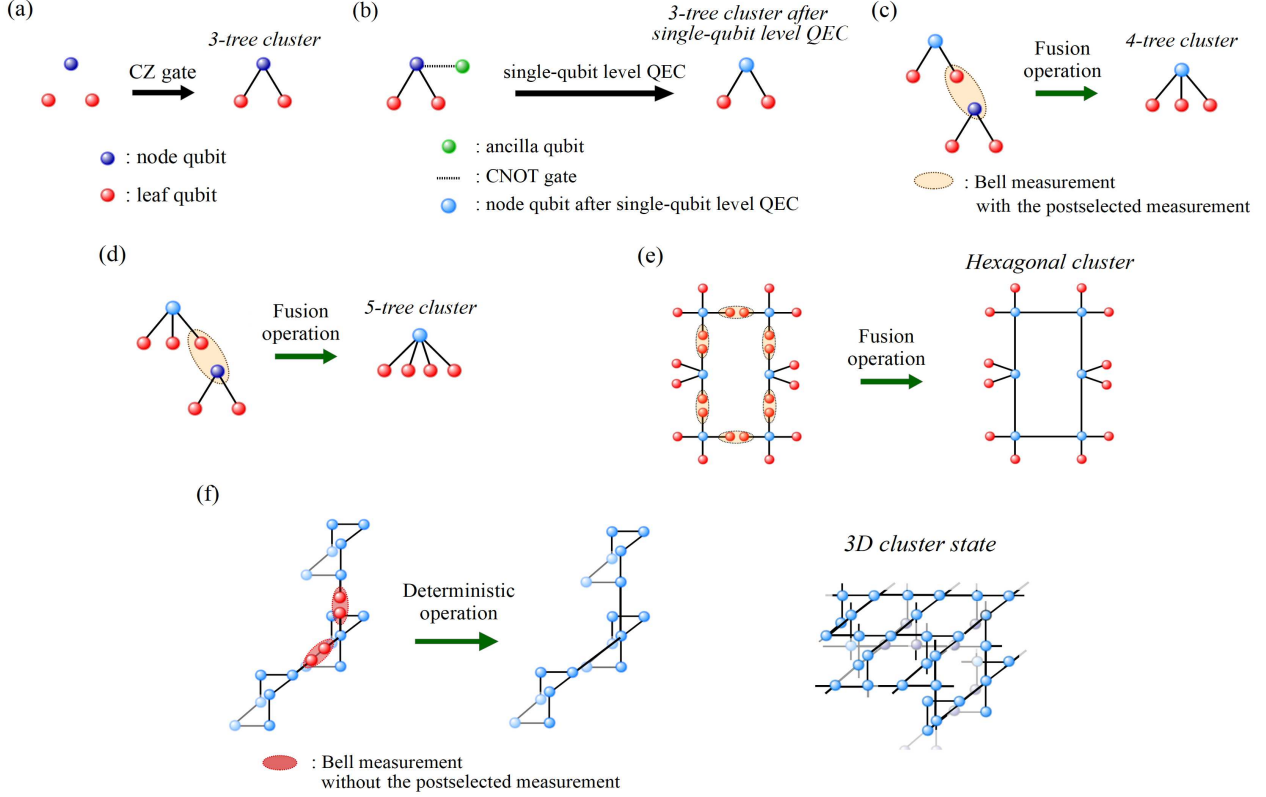 (a)
3-tree cluster
CZ gate
: node qubit
: leaf qubit
(b)
3-tree cluster after
single-qubit level QEC
single-qubit level QEC
: ancilla qubit
: CNOT gate
: node qubit after single-qubit level QEC
(c)
Fusion
operation
4-tree cluster
: Bell measurement
with the postselected measurement
(d)
Fusion
operation
5-tree cluster
(e)
Hexagonal cluster
Fusion
operation
(f)
Deterministic
operation
3D cluster state
: Bell measurement
without the postselected measurement